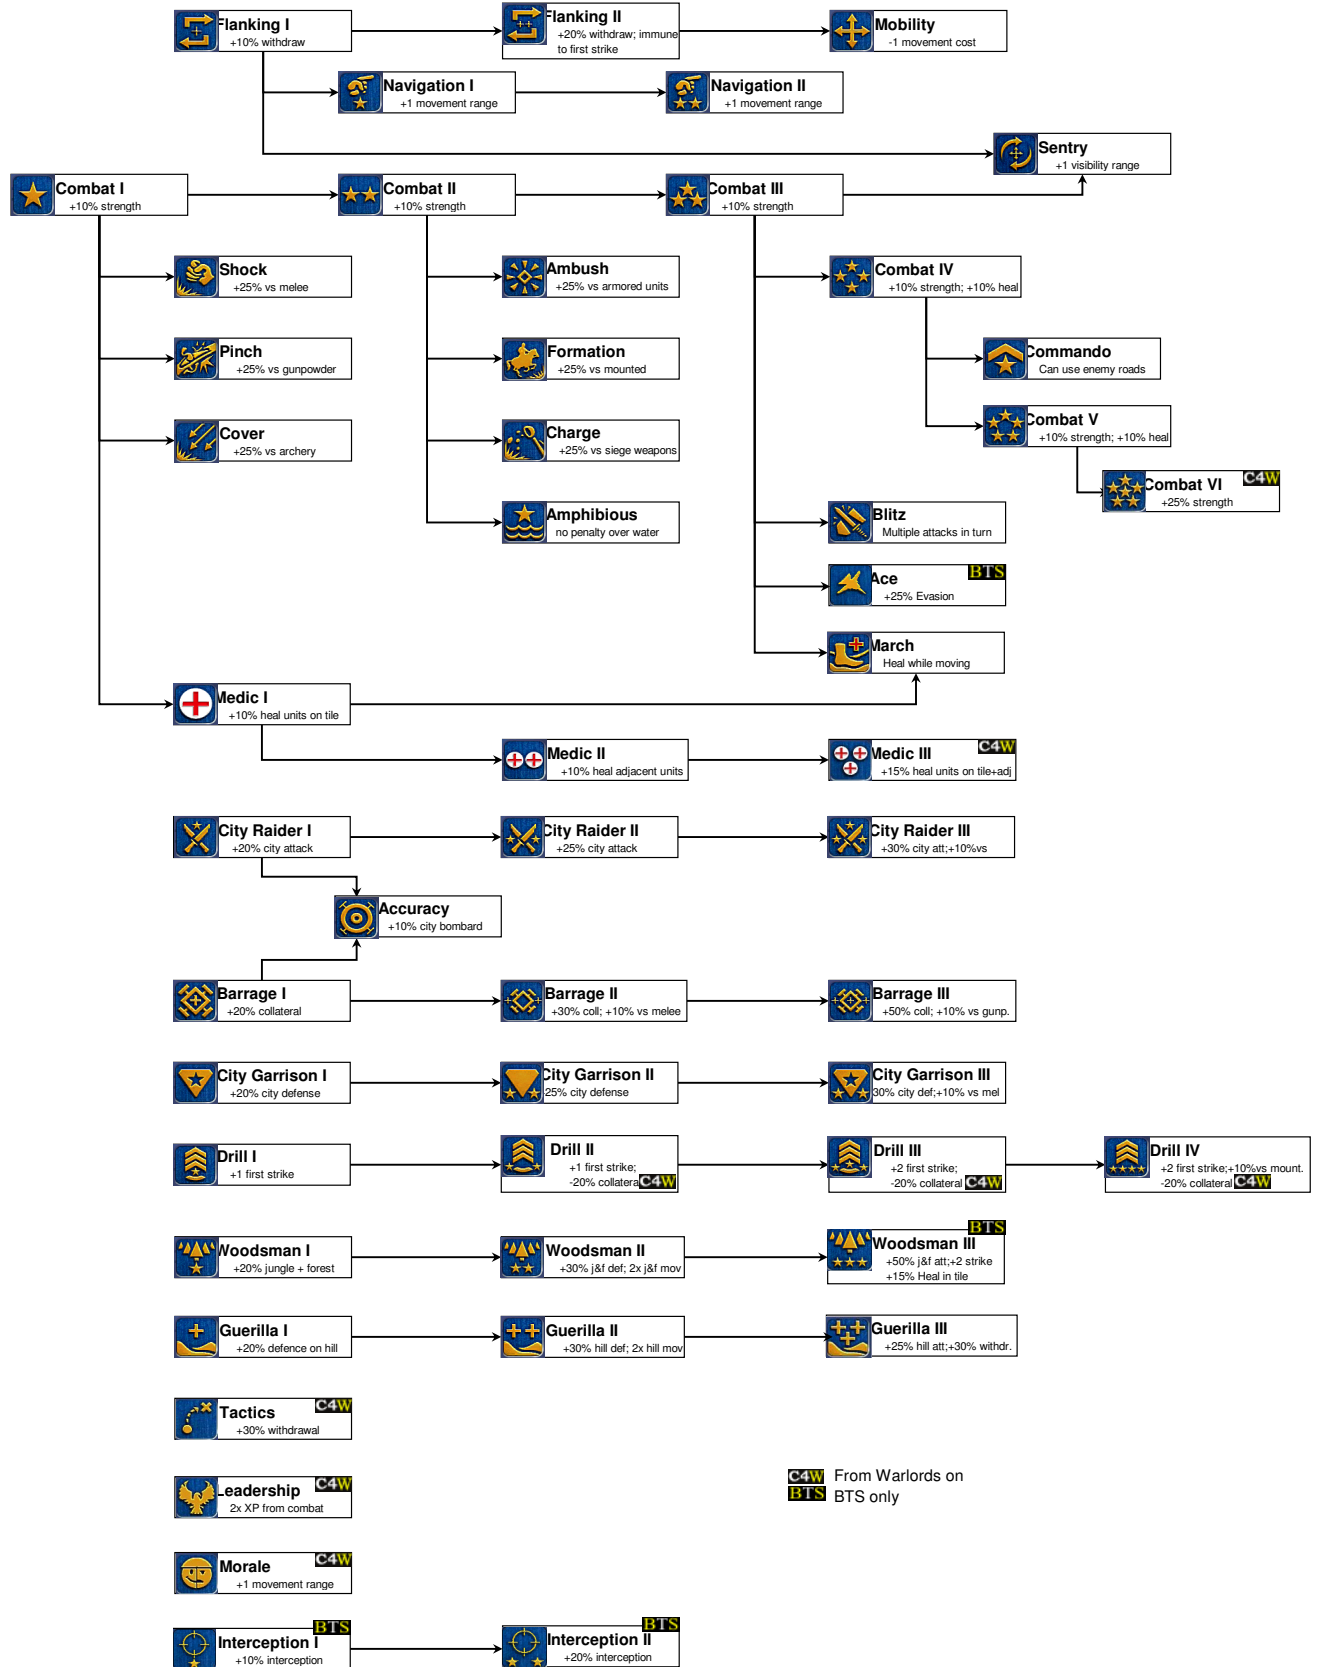 Flanking I
+10% withdraw
Flanking II
+20% withdraw; immune
to first strike
Mobility
-1 movement cost
Navigation I
+1 movement range
Navigation II
+1 movement range
Sentry
+1 visibility range
Combat I
+10% strength
Combat II
+10% strength
Combat III
+10% strength
Shock
+25% vs melee
Ambush
+25% vs armored units
Combat IV
+10% strength; +10% heal
Pinch
+25% vs gunpowder
Formation
+25% vs mounted
Commando
Can use enemy roads
Cover
+25% vs archery
Charge
+25% vs siege weapons
Combat V
+10% strength; +10% heal
Combat VI
C4W
+25% strength
Amphibious
no penalty over water
Blitz
Multiple attacks in turn
Ace
BTS
+25% Evasion
March
Heal while moving
Medic I
+10% heal units on tile
Medic II
+10% heal adjacent units
Medic III
C4W
+15% heal units on tile+adj
City Raider I
+20% city attack
City Raider II
+25% city attack
City Raider III
+30% city att;+10%vs
Accuracy
+10% city bombard
Barrage I
+20% collateral
Barrage II
+30% coll; +10% vs melee
Barrage III
+50% coll; +10% vs gunp.
City Garrison I
+20% city defense
City Garrison II
25% city defense
City Garrison III
30% city def;+10% vs mel
Drill I
+1 first strike
Drill II
+1 first strike;
-20% collatera C4W
Drill III
+2 first strike;
-20% collateral C4W
Drill IV
+2 first strike;+10%vs mount.
-20% collateral C4W
Woodsman I
+20% jungle + forest
Woodsman II
+30% j&f def; 2x j&f mov
BTS
Woodsman III
+50% j&f att;+2 strike
+15% Heal in tile
Guerilla I
+20% defence on hill
Guerilla II
+30% hill def; 2x hill mov
Guerilla III
+25% hill att;+30% withdr.
Tactics
C4W
+30% withdrawal
Leadership
C4W
2x XP from combat
C4W From Warlords on
BTS BTS only
Morale
C4W
+1 movement range
BTS
Interception I
+10% interception
BTS
Interception II
+20% interception